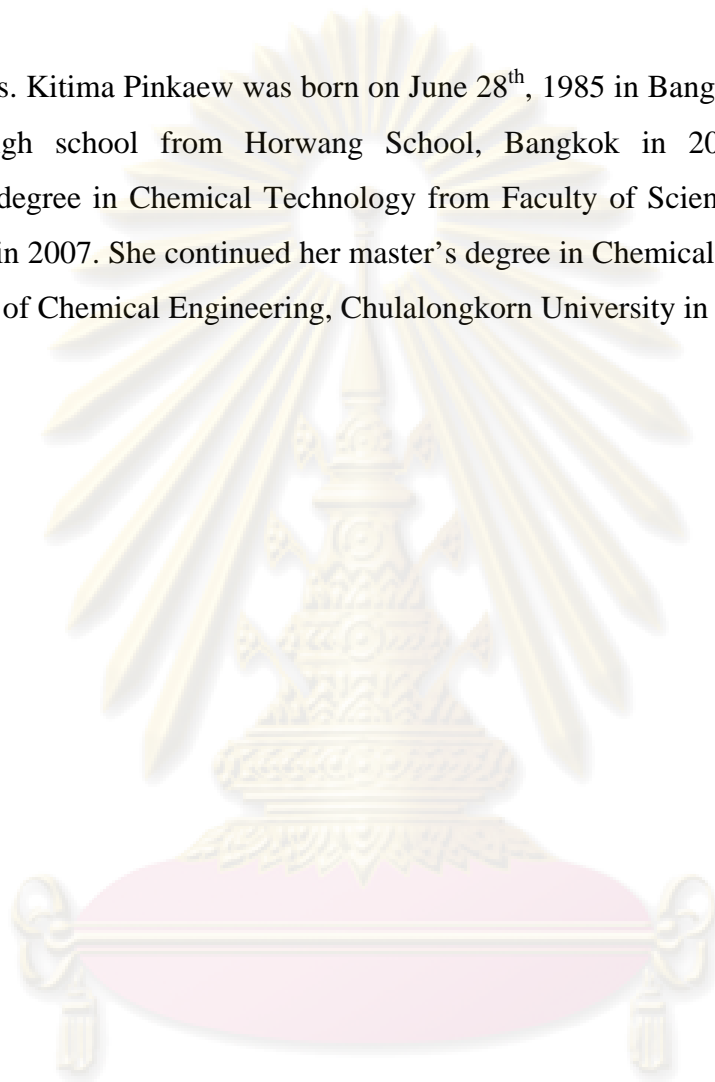 s. Kitima Pinkaew was born on June 28th, 1985 in Bang
gh school from Horwang School, Bangkok in 20
degree in Chemical Technology from Faculty of Scien
in 2007. She continued her master’s degree in Chemical
of Chemical Engineering, Chulalongkorn University in